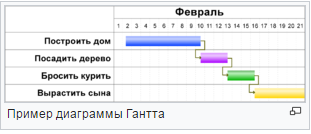 Февраль
1 2 3 4 5 6 7 8 9 10 11 12 13 14 15 16 17 18 19 20 21
Построить дом
Посадить дерево
Бросить курить
Вырастить сына
Пример диаграммы Гантта